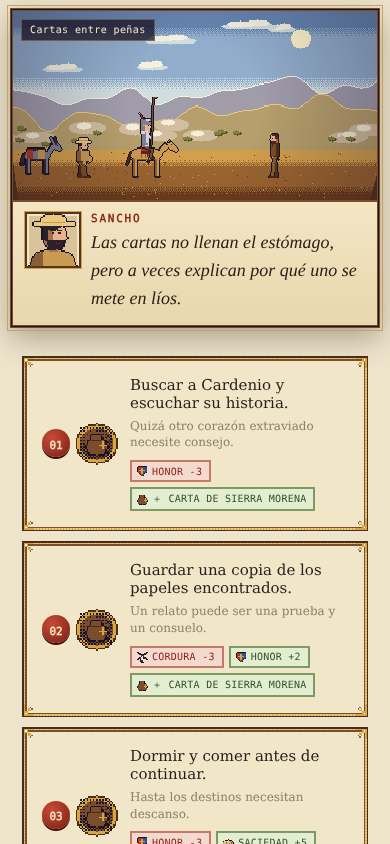 Cartas entre peñas
SANCHO
Las cartas no llenan el estómago,
pero a veces explican por qué uno se
mete en líos.
01
Buscar a Cardenio y
escuchar su historia.
Quizá otro corazón extraviado
necesite consejo.
HONOR -3
+ CARTA DE SIERRA MORENA
02
Guardar una copia de los
papeles encontrados.
Un relato puede ser una prueba y
un consuelo.
CORDURA -3 HONOR +2
+ CARTA DE SIERRA MORENA
03
Dormir y comer antes de
continuar.
Hasta los destinos necesitan
descanso.
HONOR -3 SACIEDAD +5